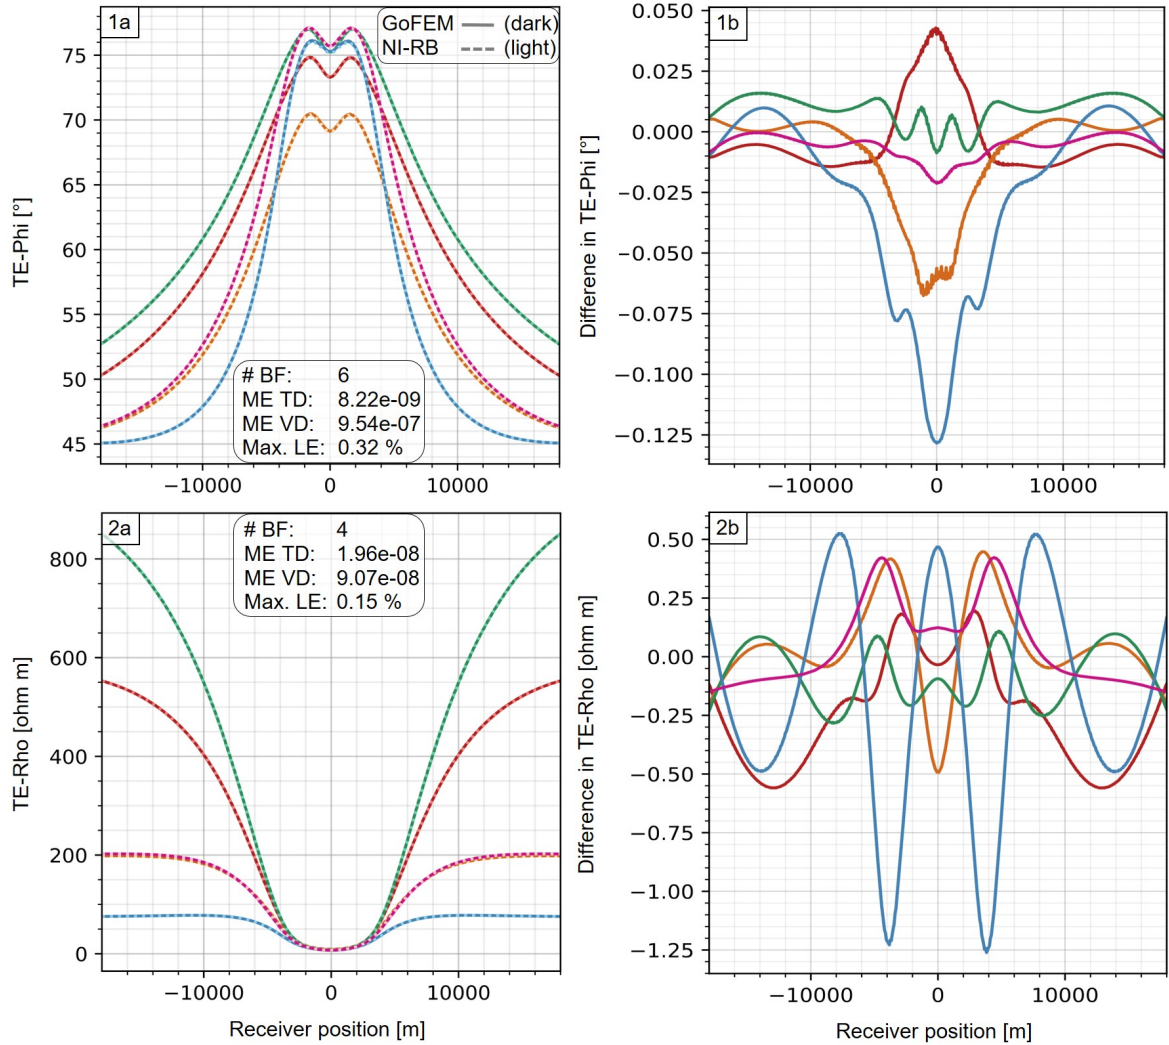 1a
GoFEM (dark)
NI-RB (light)
TE-Phi [°]
75
70
65
60
55
50
45
# BF: 6
ME TD: 8.22e-09
ME VD: 9.54e-07
Max. LE: 0.32 %
−10000 0 10000
1b
Differene in TE-Phi [°]
0.050
0.025
0.000
−0.025
−0.050
−0.075
−0.100
−0.125
−10000 0 10000
2a
TE-Rho [ohm m]
800
600
400
200
0
# BF: 4
ME TD: 1.96e-08
ME VD: 9.07e-08
Max. LE: 0.15 %
−10000 0 10000
Receiver position [m]
2b
Difference in TE-Rho [ohm m]
0.50
0.25
0.00
−0.25
−0.50
−0.75
−1.00
−1.25
−10000 0 10000
Receiver position [m]